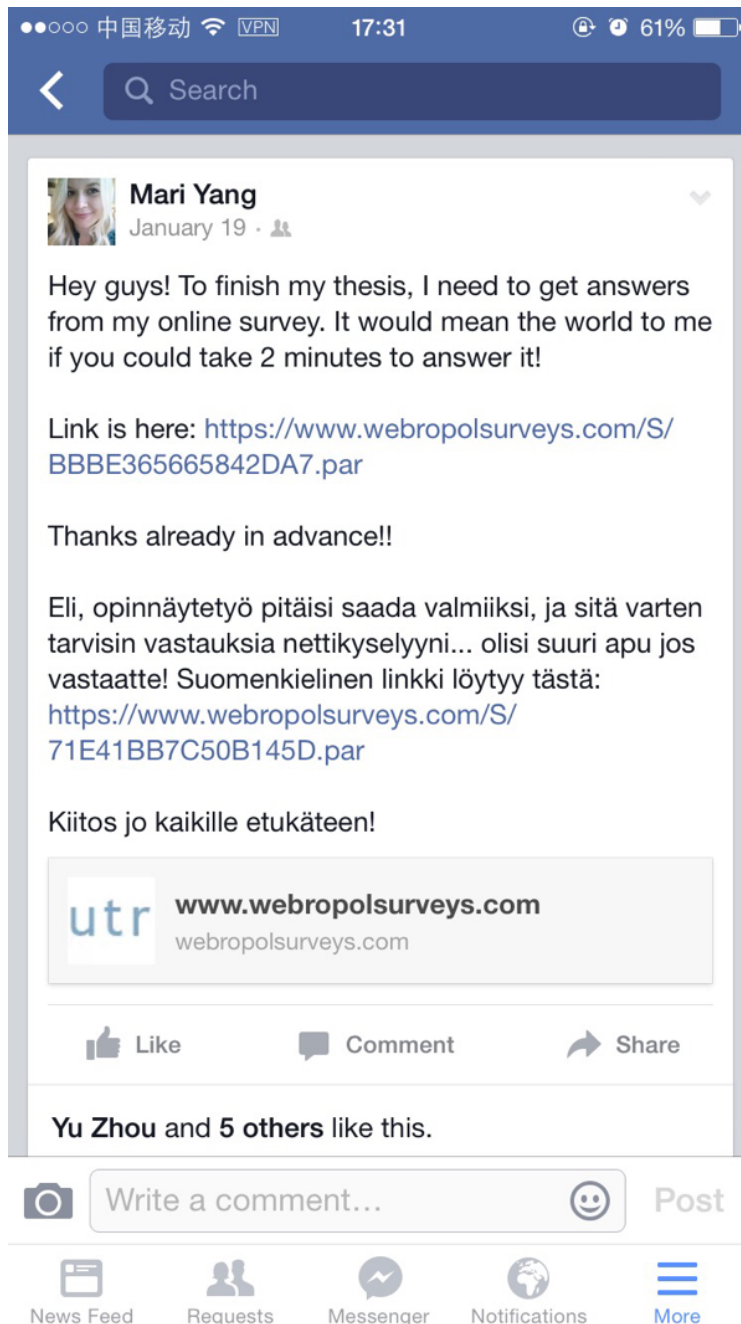 中国移动 VPN 17:31 61%
Search
Mari Yang
January 19 ·
Hey guys! To finish my thesis, I need to get answers
from my online survey. It would mean the world to me
if you could take 2 minutes to answer it!
Link is here: https://www.webropolsurveys.com/S/
BBBE365665842DA7.par
Thanks already in advance!!
Eli, opinnäytetyö pitäisi saada valmiiksi, ja sitä varten
tarvisin vastauksia nettikyselyyni... olisi suuri apu jos
vastaatte! Suomenkielinen linkki löytyy tästä:
https://www.webropolsurveys.com/S/
71E41BB7C50B145D.par
Kiitos jo kaikille etukäteen!
utr www.webropolsurveys.com
webropolsurveys.com
Like Comment Share
Yu Zhou and 5 others like this.
Write a comment... Post
News Feed Requests Messenger Notifications More